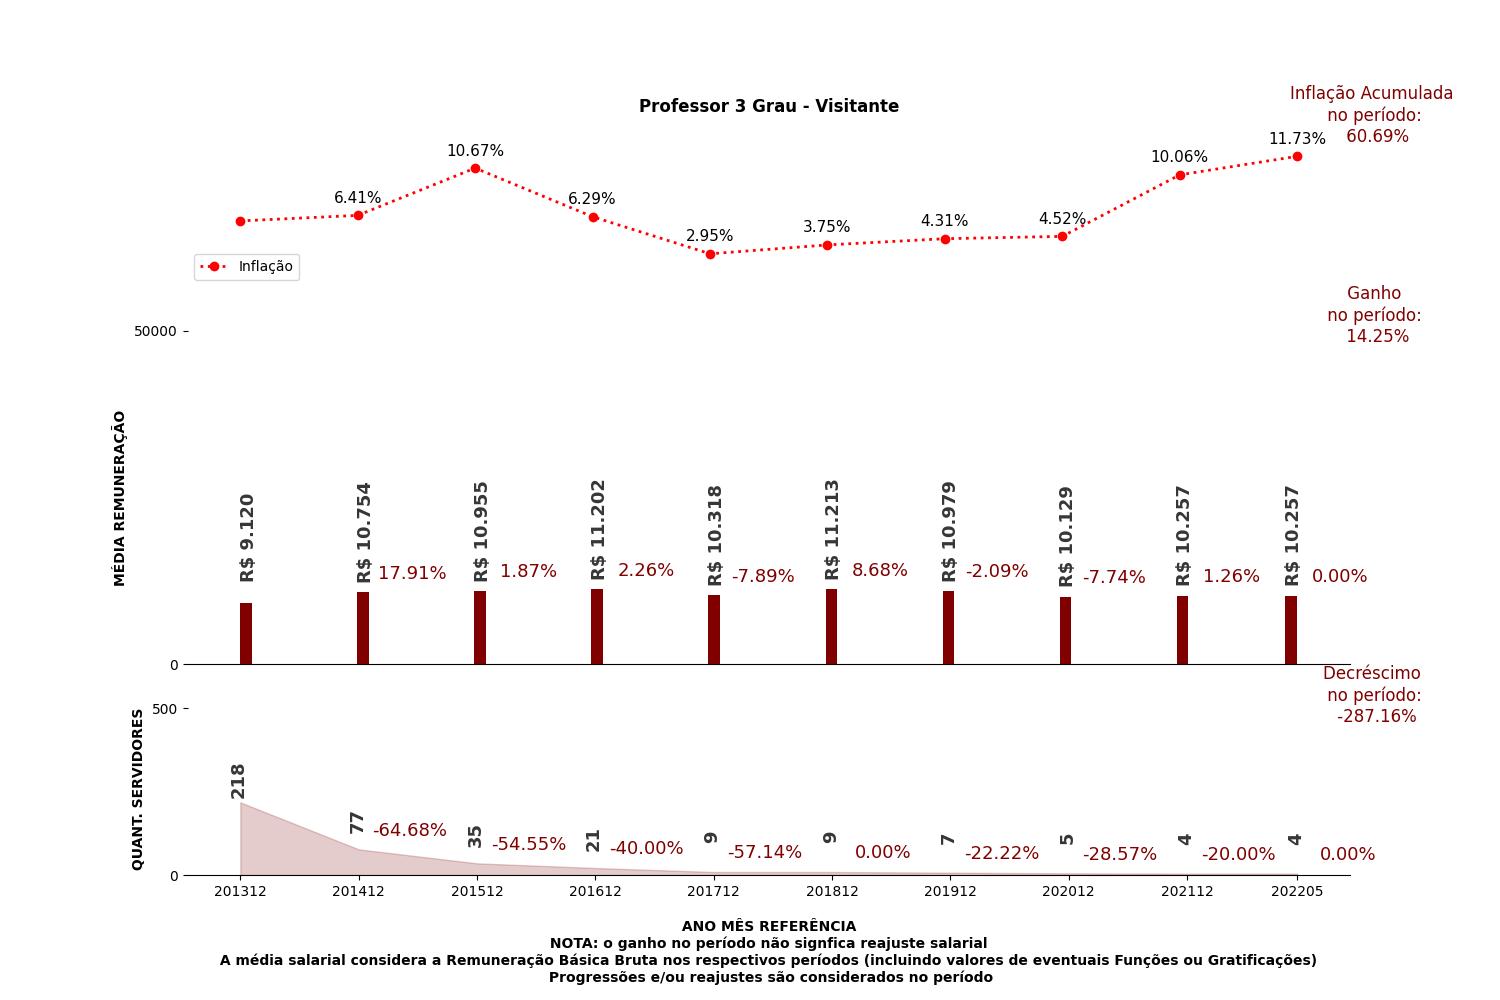 Professor 3 Grau - Visitante
Inflação Acumulada
no período:
60.69%
6.41%
10.67%
6.29%
2.95%
3.75%
4.31%
4.52%
10.06%
11.73%
Inflação
Ganho
no período:
14.25%
50000
0
MÉDIA REMUNERAÇÃO
R$ 9.120
R$ 10.754
R$ 10.955
R$ 11.202
R$ 10.318
R$ 11.213
R$ 10.979
R$ 10.129
R$ 10.257
R$ 10.257
17.91%
1.87%
2.26%
-7.89%
8.68%
-2.09%
-7.74%
1.26%
0.00%
Decréscimo
no período:
-287.16%
500
0
QUANT. SERVIDORES
218
77
35
21
9
9
7
5
4
4
-64.68%
-54.55%
-40.00%
-57.14%
0.00%
-22.22%
-28.57%
-20.00%
0.00%
201312
201412
201512
201612
201712
201812
201912
202012
202112
202205
ANO MÊS REFERÊNCIA
NOTA: o ganho no período não signfica reajuste salarial
A média salarial considera a Remuneração Básica Bruta nos respectivos períodos (incluindo valores de eventuais Funções ou Gratificações)
Progressões e/ou reajustes são considerados no período